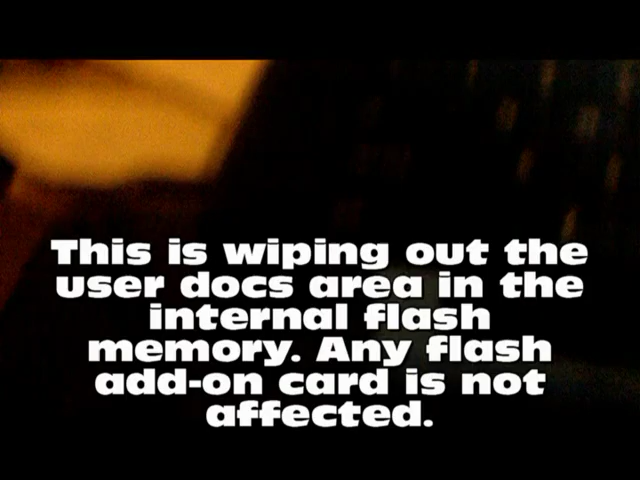 This is wiping out the
user docs area in the
internal flash
memory. Any flash
add-on card is not
affected.